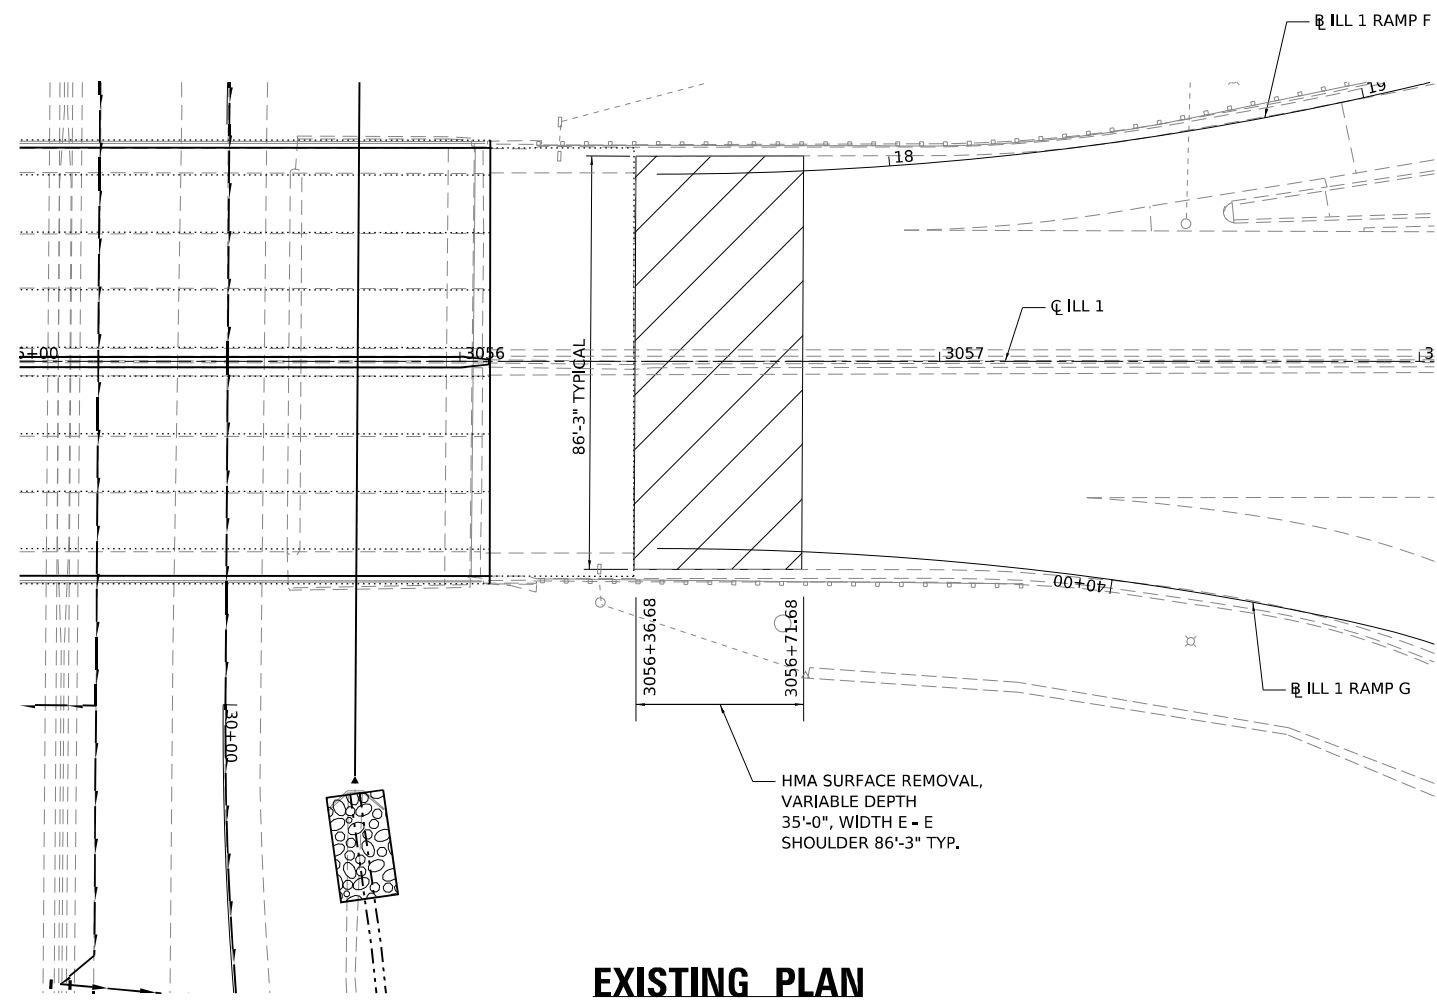 ℄ ILL 1 RAMP F
19
18
℄ ILL 1
+00
3056
3057
3
86'-3" TYPICAL
40+00
3056+36.68
3056+71.68
30+00
HMA SURFACE REMOVAL,
VARIABLE DEPTH
35'-0", WIDTH E - E
SHOULDER 86'-3" TYP.
ILL 1 RAMP G
EXISTING PLAN